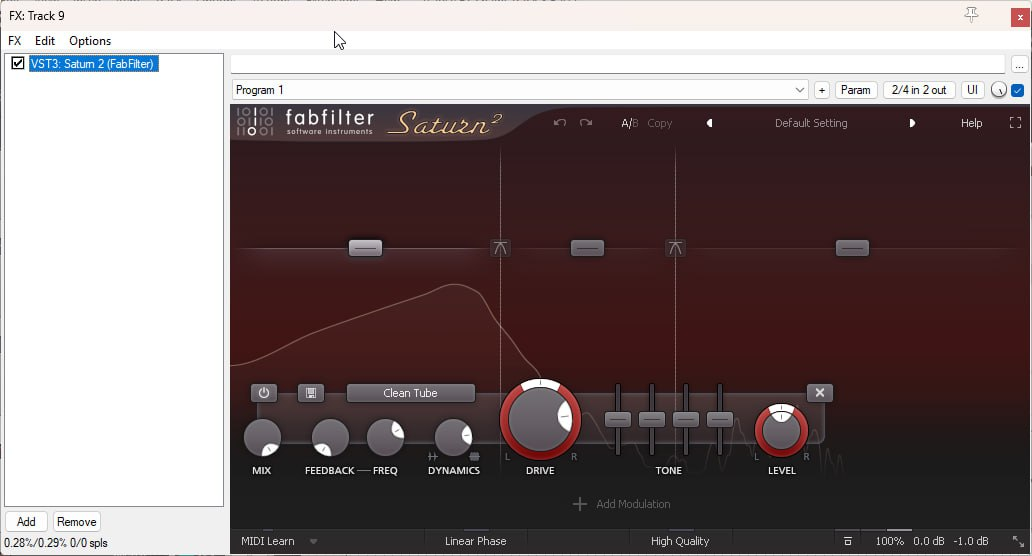 FX: Track 9
FX Edit Options
VST3: Saturn 2 (FabFilter)
...
Program 1
+ Param 2/4 in 2 out UI
fabfilter
software instruments
Saturn 2
A/B Copy
Default Setting
Help
Clean Tube
MIX FEEDBACK FREQ DYNAMICS L DRIVE R TONE L LEVEL R
Add Modulation
Add Remove
0.28%/0.29% 0/0 spls
MIDI Learn Linear Phase High Quality 100% 0.0 dB -1.0 dB